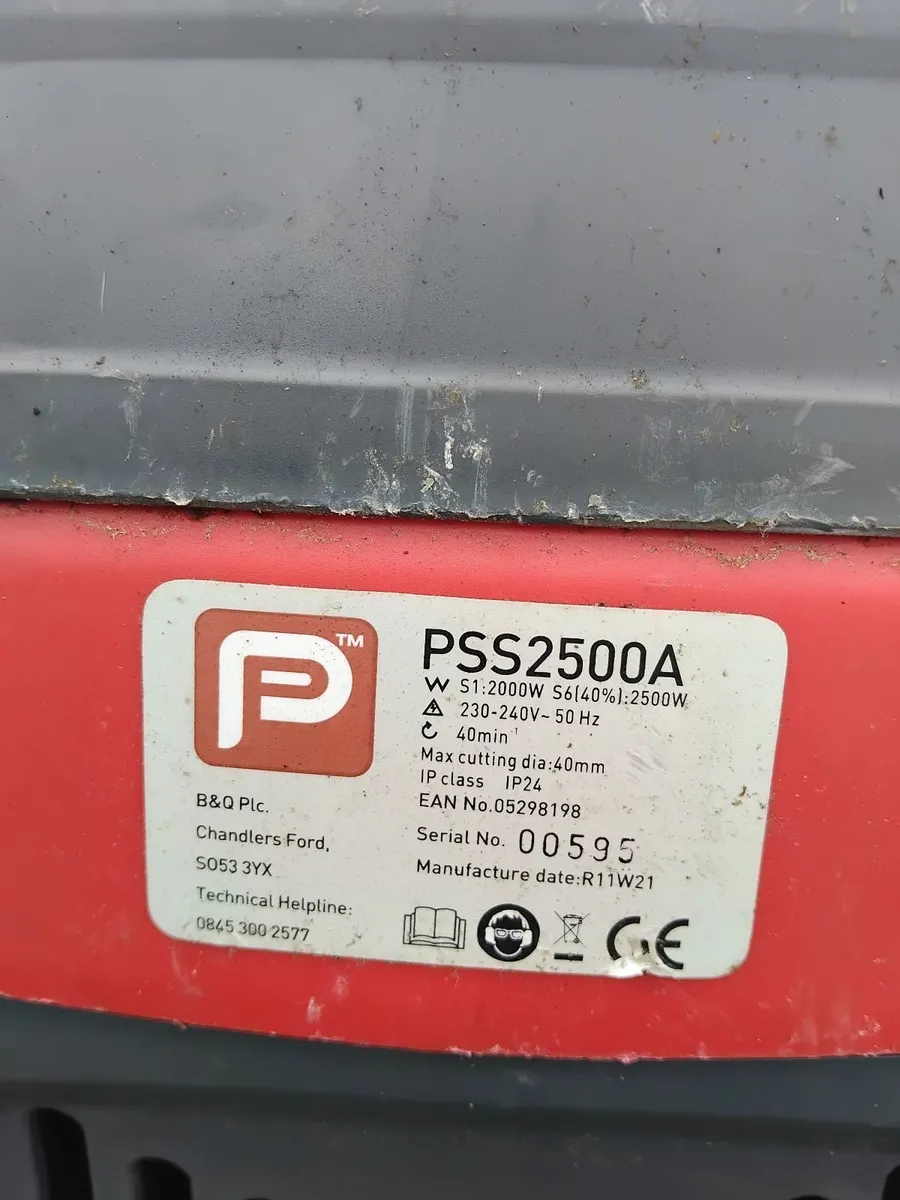 P™
PSS2500A
S1:2000W S6(40%):2500W
230-240V~ 50 Hz
40min⁻¹
Max cutting dia:40mm
IP class IP24
EAN No.05298198
Serial No. 00595
Manufacture date:R11W21
B&Q Plc.
Chandlers Ford,
SO53 3YX
Technical Helpline:
0845 300 2577
CE